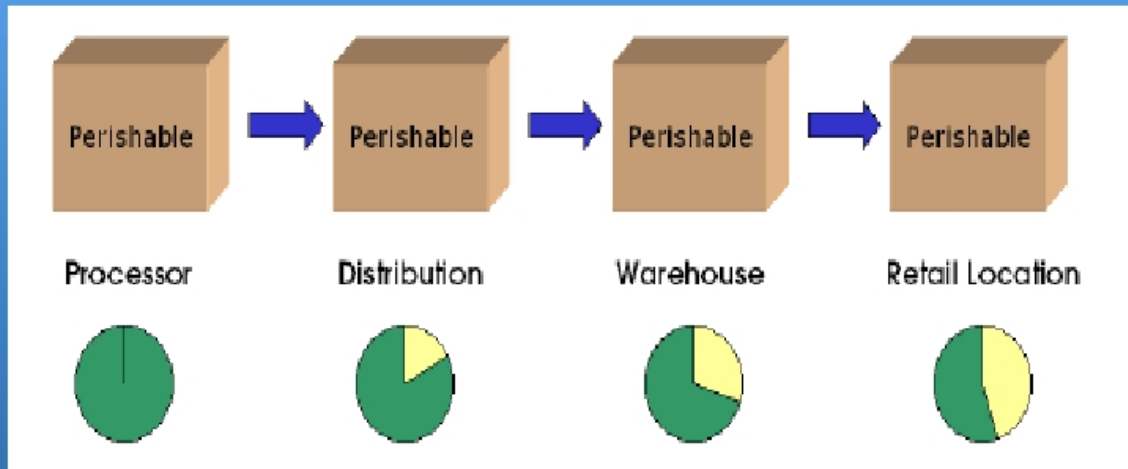 Perishable Perishable Perishable Perishable
Processor Distribution Warehouse Retail Location